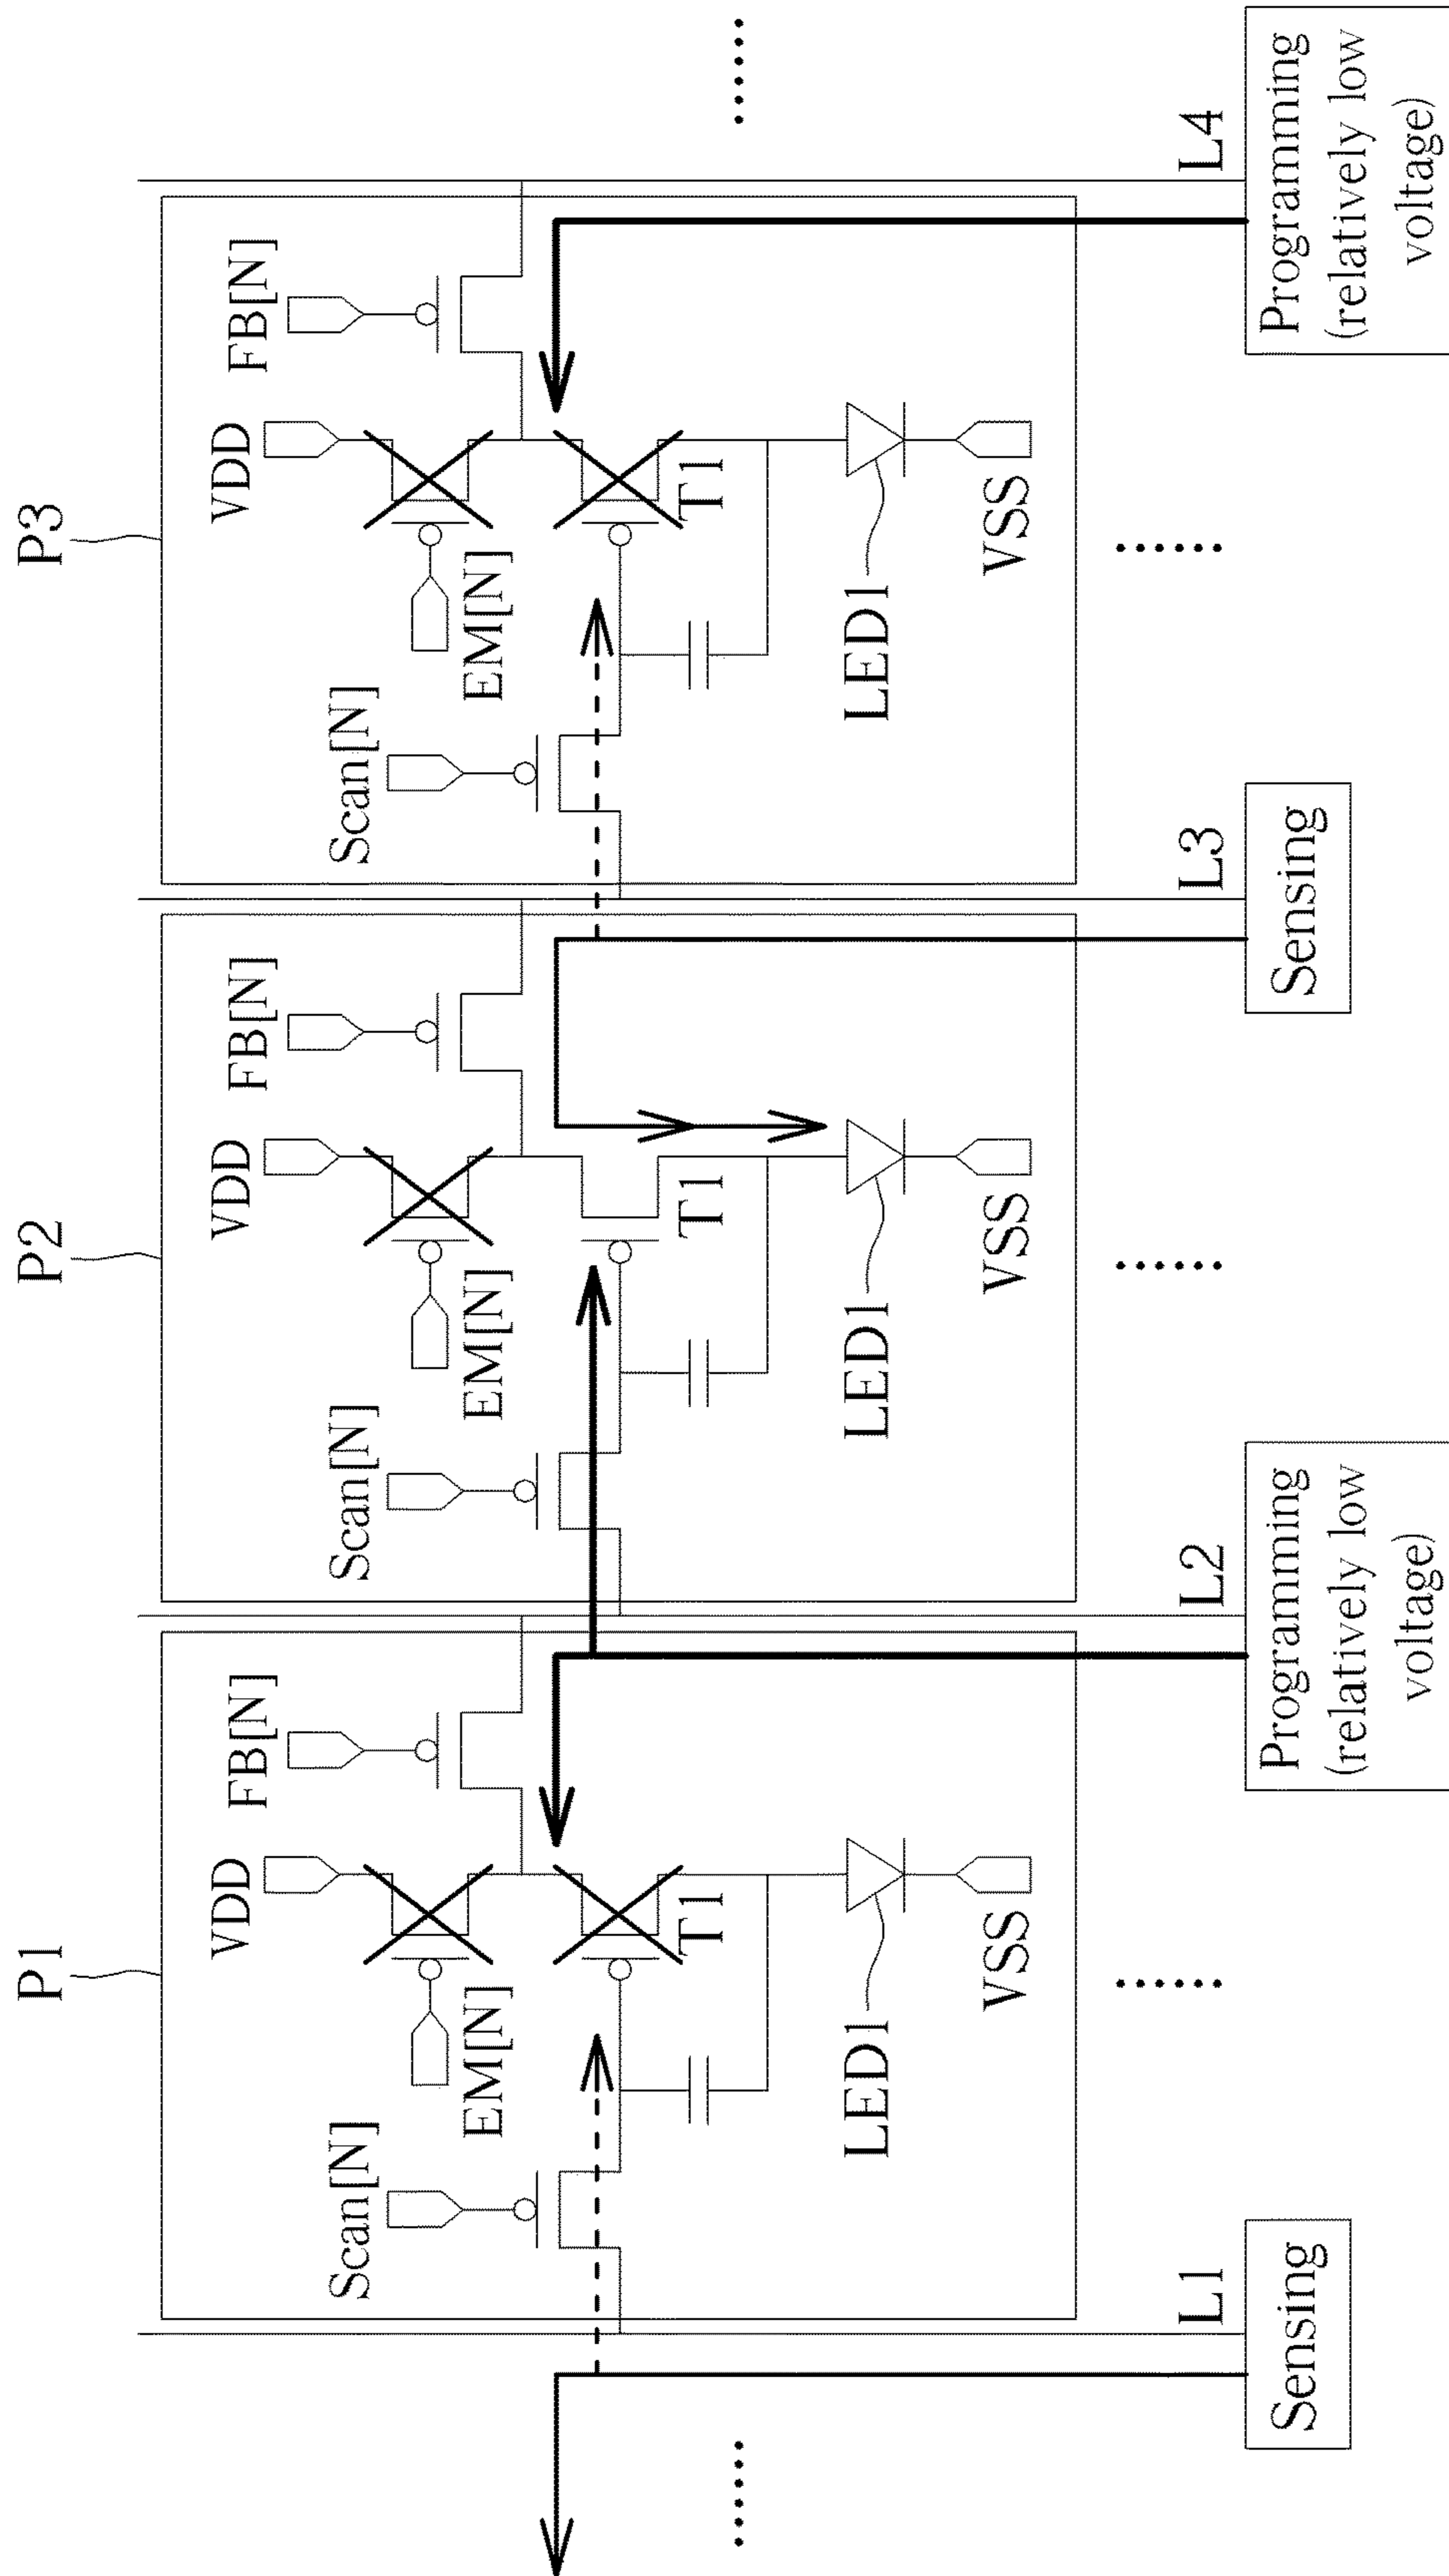 P1
P2
P3
VDD
FB[N]
Scan[N]
EM[N]
T1
LED1
VSS
VDD
FB[N]
Scan[N]
EM[N]
T1
LED1
VSS
VDD
FB[N]
Scan[N]
EM[N]
T1
LED1
VSS
L1
Sensing
L2
Programming
(relatively low
voltage)
L3
Sensing
L4
Programming
(relatively low
voltage)